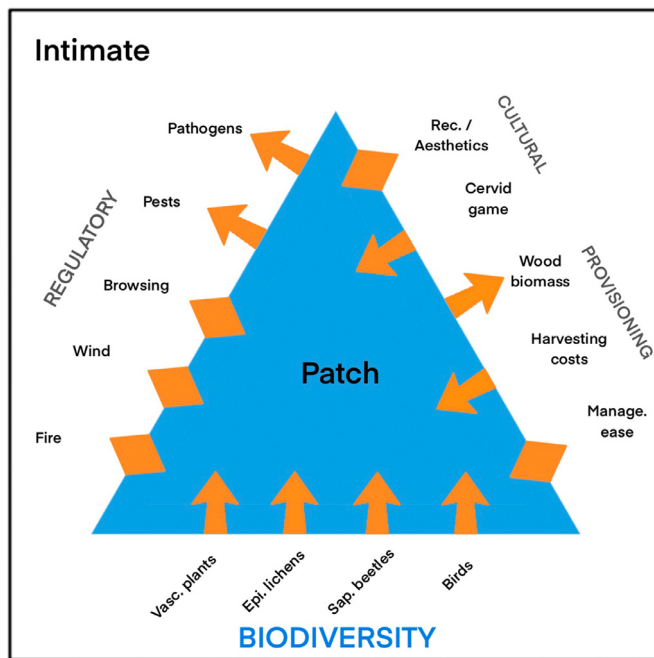 Intimate
Pathogens
Pests
Browsing
Wind
Fire
REGULATORY
Rec. /
Aesthetics
Cervid
game
CULTURAL
Wood
biomass
Harvesting
costs
Manage.
ease
PROVISIONING
Patch
Vasc. plants
Epi. lichens
Sap. beetles
Birds
BIODIVERSITY